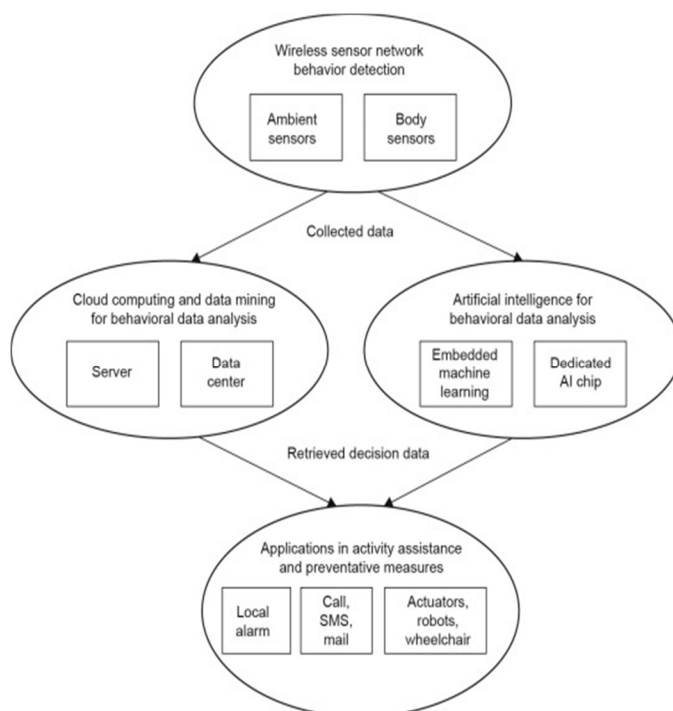 Wireless sensor network
behavior detection
Ambient
sensors
Body
sensors
Collected data
Cloud computing and data mining
for behavioral data analysis
Server
Data
center
Artificial intelligence for
behavioral data analysis
Embedded
machine
learning
Dedicated
AI chip
Retrieved decision data
Applications in activity assistance
and preventative measures
Local
alarm
Call,
SMS,
mail
Actuators,
robots,
wheelchair